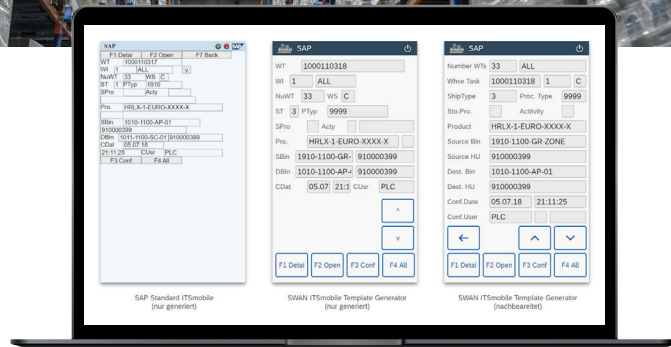 SAP
SAP
F1 Detai F2 Open F7 Back
WT 1000110317
WI 1 ALL v
NuWT 33 WS C
ST 1 PTyp 1910
SPro Acty
Pro. HRLX-1-EURO-XXXX-X
SBin 1010-1100-AP-01
910000399
DBin 1011-1100-SC-01 910000399
CDat 05.07.18
21:11:25 CUsr PLC
F3 Conf F4 All
SAP Standard ITSmobile
(nur generiert)
SAP
WT 1000110318
WI 1 ALL
NuWT 33 WS C
ST 3 PTyp 9999
SPro Acty
Pro. HRLX-1-EURO-XXXX-
SBin 1910-1100-GR- 910000399
DBin 1010-1100-AP- 910000399
CDat 05.07 21:1 CUsr PLC
^
v
F1 Detai F2 Open F3 Conf F4 All
SWAN ITSmobile Template Generator
(nur generiert)
SAP
Number WTs 33 ALL
Whse Task 1000110318 1 C
ShipType 3 Proc. Type 9999
Sto.Pro. Actitvity
Product HRLX-1-EURO-XXXX-X
Source Bin 1910-1100-GR-ZONE
Source HU 910000399
Dest. Bin 1010-1100-AP-01
Dest. HU 910000399
Conf.Date 05.07.18 21:11:25
Conf.User PLC
F1 Detai F2 Open F3 Conf F4 All
SWAN ITSmobile Template Generator
(nachbeareitet)